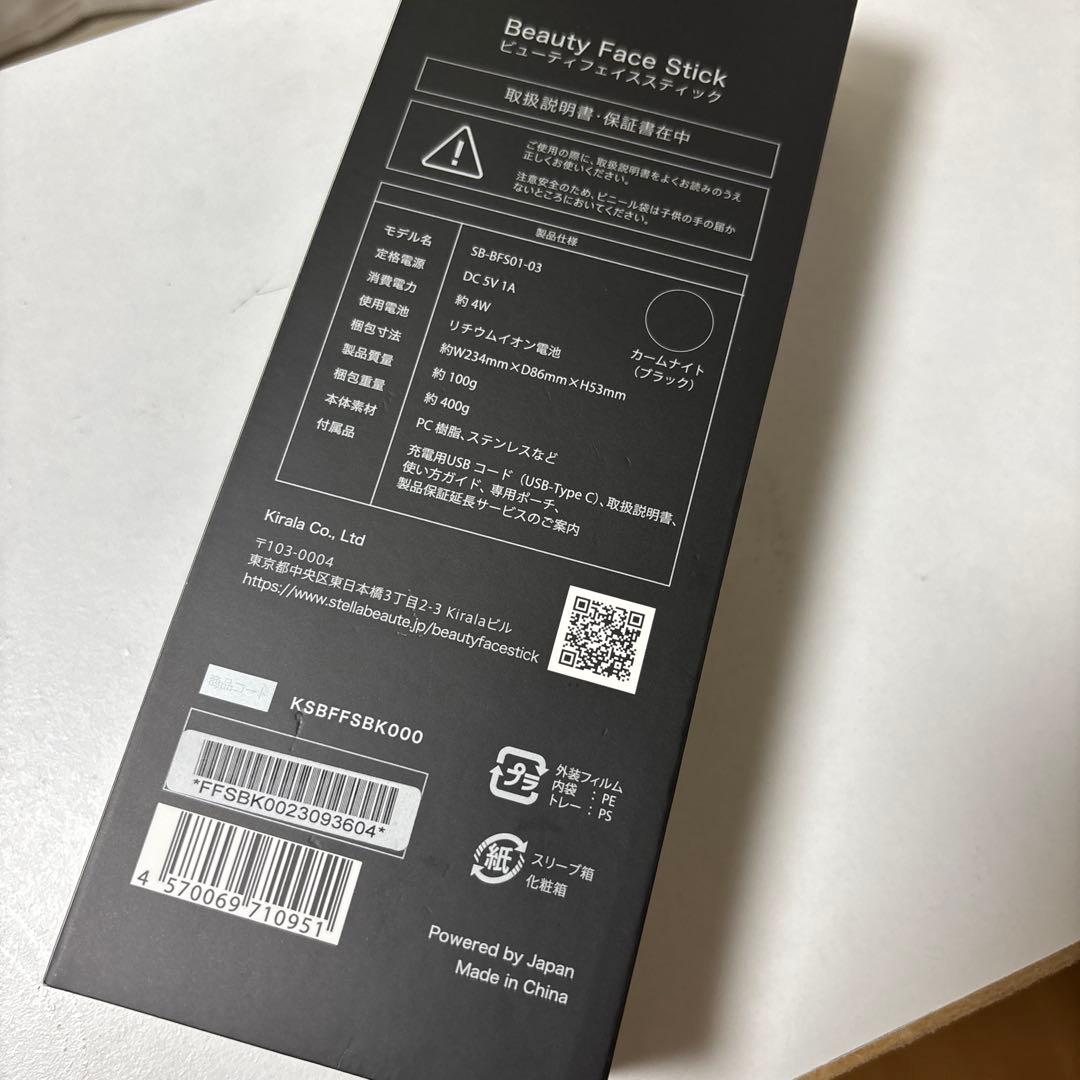 Beauty Face Stick
ビューティフェイススティック
取扱説明書・保証書在中
ご使用の際に、取扱説明書をよくお読みのうえ
正しくお使いください。
注意安全のため、ビニール袋は子供の手の届か
ないところにおいてください。
製品仕様
モデル名 SB-BFS01-03
定格電源 DC 5V 1A
消費電力 約 4W
使用電池 リチウムイオン電池
梱包寸法 約W234mm×D86mm×H53mm
製品質量 約 100g
梱包重量 約 400g
本体素材 PC 樹脂、ステンレスなど
付属品 充電用USB コード（USB-Type C）、取扱説明書、
使い方ガイド、専用ポーチ、
製品保証延長サービスのご案内
カームナイト
（ブラック）
Kirala Co., Ltd
〒103-0004
東京都中央区東日本橋3丁目2-3 Kiralaビル
https://www.stellabeaute.jp/beautyfacestick
商品コード KSBFFSBK000
*FFSBK0023093604*
4 570069 710951
プラ
外装フィルム
内袋 : PE
トレー : PS
紙
スリーブ箱
化粧箱
Powered by Japan
Made in China